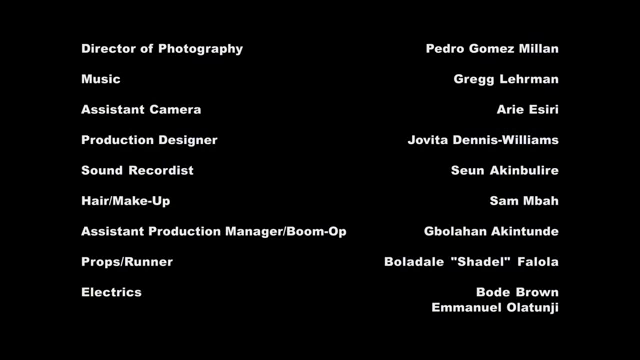 Director of Photography Pedro Gomez Millan
Music Gregg Lehrman
Assistant Camera Arie Esiri
Production Designer Jovita Dennis-Williams
Sound Recordist Seun Akinbulire
Hair/Make-Up Sam Mbah
Assistant Production Manager/Boom-Op Gbolahan Akintunde
Props/Runner Boladale "Shadel" Falola
Electrics Bode Brown
Emmanuel Olatunji